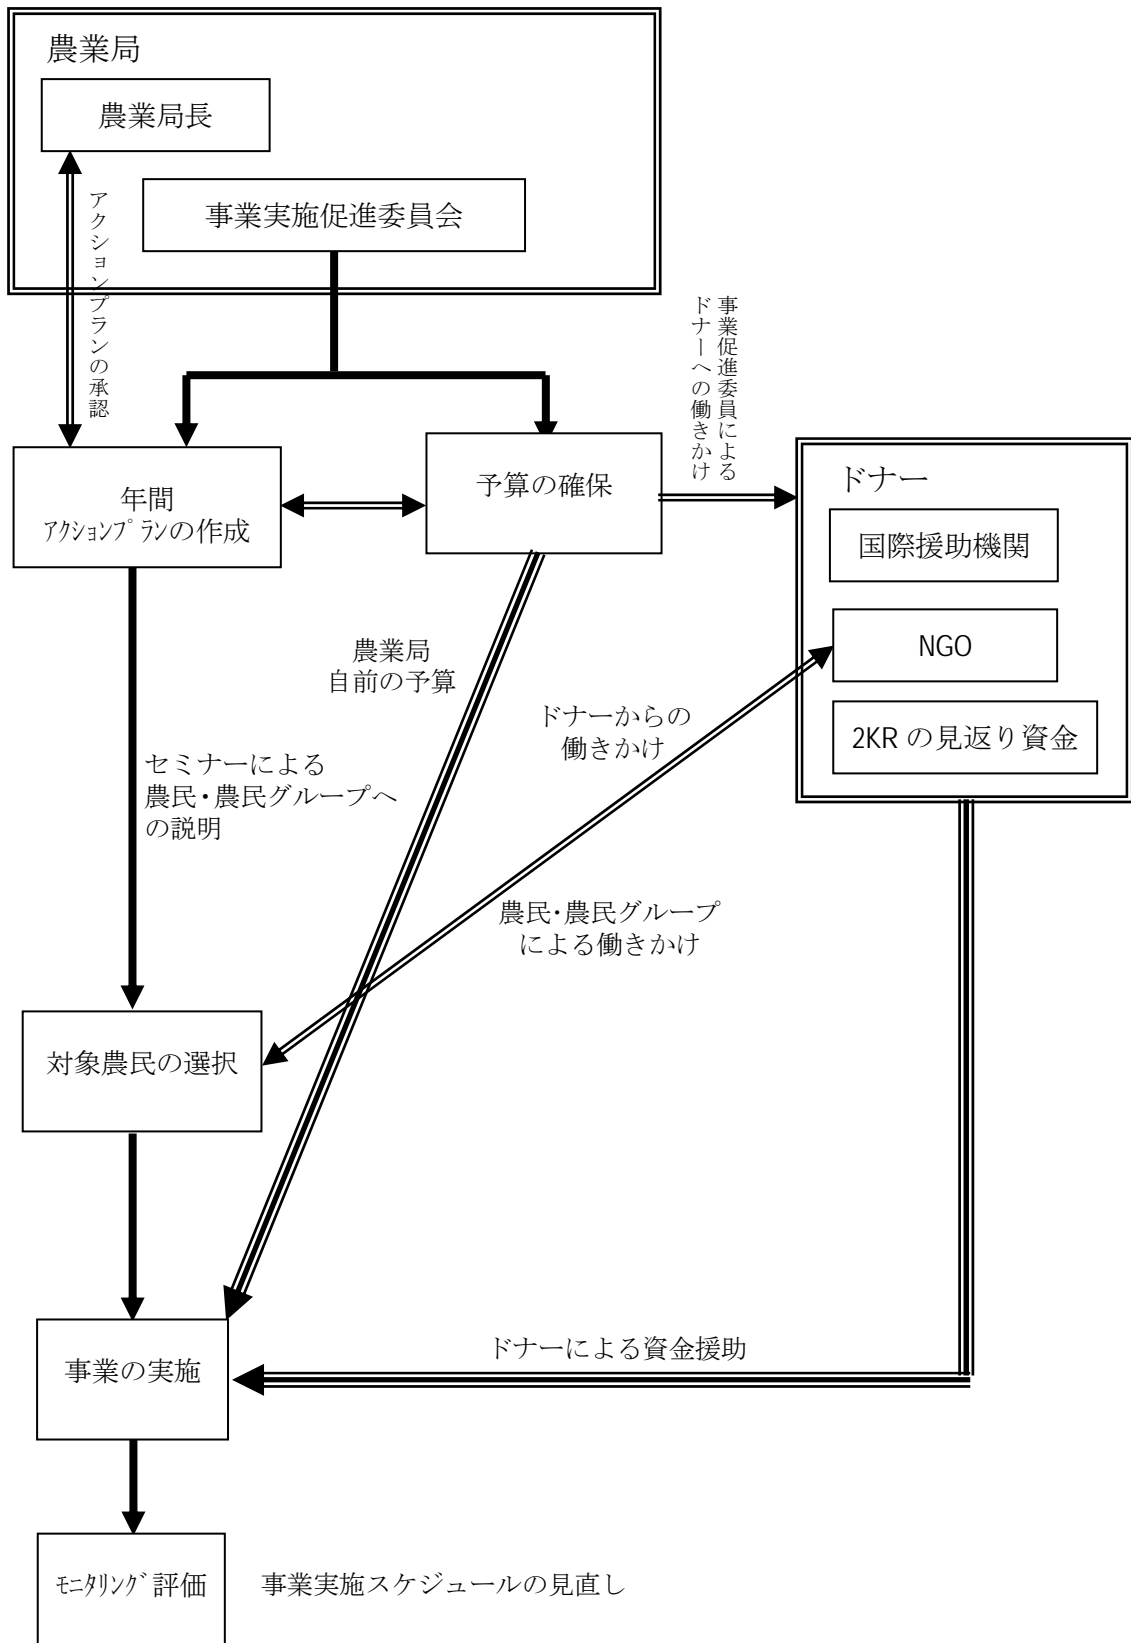 農業局
農業局長
事業実施促進委員会
アクションプランの承認
事業促進委員による
ドナーへの働きかけ
年間
ｱｸｼｮﾝﾌﾟﾗﾝの作成
予算の確保
ドナー
国際援助機関
NGO
2KR の見返り資金
農業局
自前の予算
ドナーからの
働きかけ
セミナーによる
農民・農民グループへ
の説明
農民・農民グループ
による働きかけ
対象農民の選択
事業の実施
ドナーによる資金援助
ﾓﾆﾀﾘﾝｸﾞ評価
事業実施スケジュールの見直し